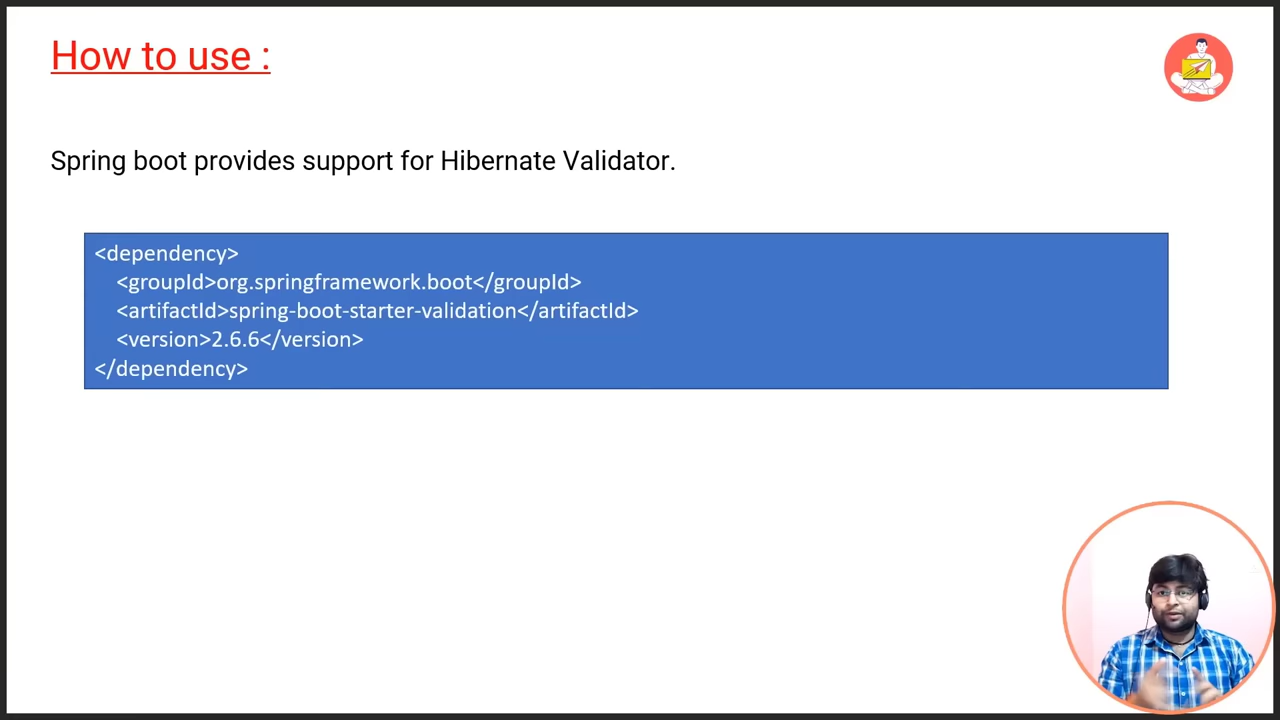 How to use :
Spring boot provides support for Hibernate Validator.
<dependency>
<groupId>org.springframework.boot</groupId>
<artifactId>spring-boot-starter-validation</artifactId>
<version>2.6.6</version>
</dependency>